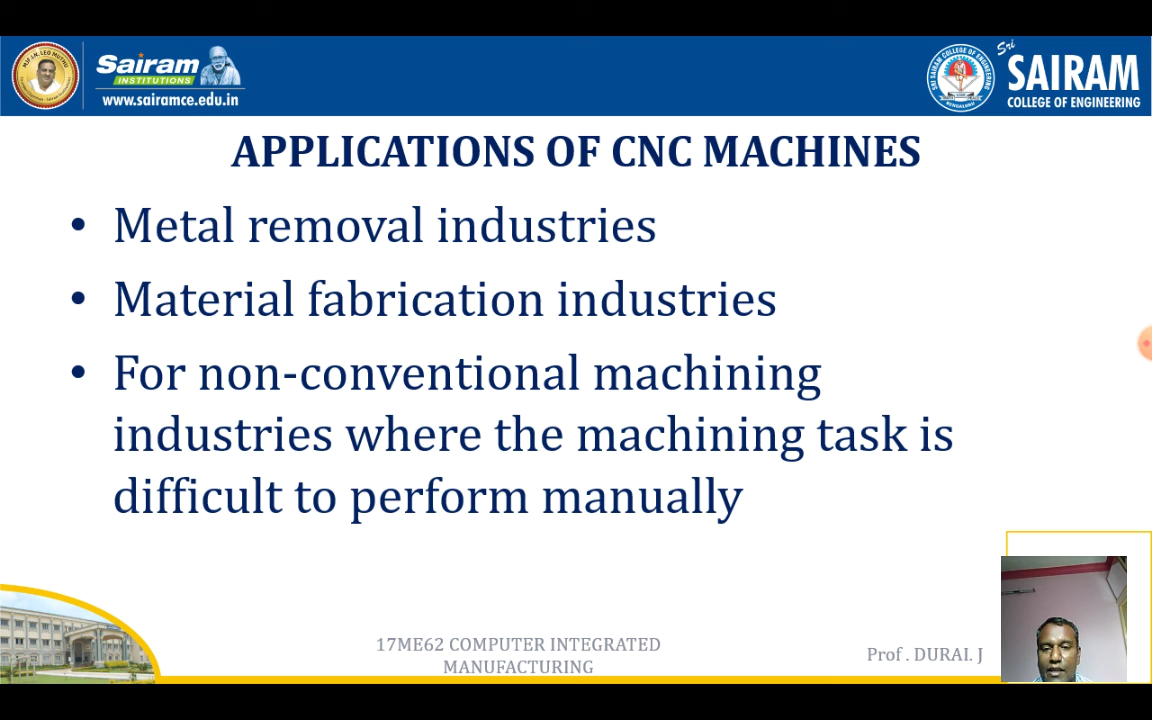 Sairam
INSTITUTIONS
www.sairamce.edu.in
Sri
SAIRAM
COLLEGE OF ENGINEERING
APPLICATIONS OF CNC MACHINES
• Metal removal industries
• Material fabrication industries
• For non-conventional machining
industries where the machining task is
difficult to perform manually
17ME62 COMPUTER INTEGRATED
MANUFACTURING
Prof . DURAI. J